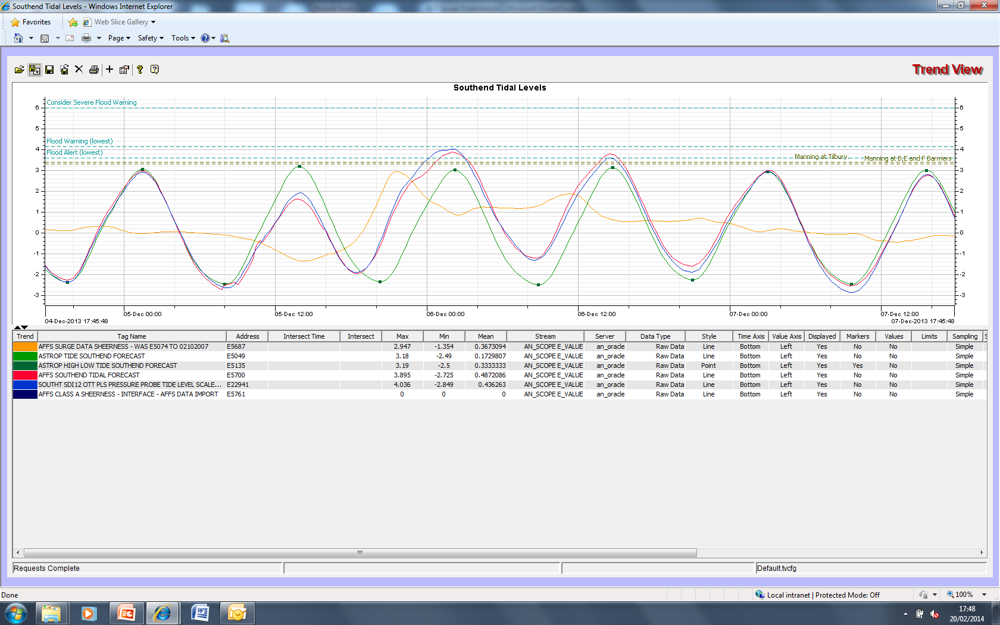 Southend Tidal Levels - Windows Internet Explorer
Favorites Web Slice Gallery
Page Safety Tools
Trend View
Southend Tidal Levels
Consider Severe Flood Warning
Flood Warning (lowest)
Flood Alert (lowest)
Manning at Tilbury
Manning at B,E and F Barrriers
6 6
5 5
4 4
3 3
2 2
1 1
0 0
-1 -1
-2 -2
-3 -3
05-Dec 00:00 05-Dec 12:00 06-Dec 00:00 06-Dec 12:00 07-Dec 00:00 07-Dec 12:00
04-Dec-2013 17:45:48 07-Dec-2013 17:45:48
Trend Tag Name Address Intersect Time Intersect Max Min Mean Stream Server Data Type Style Time Axis Value Axis Displayed Markers Values Limits Sampling S
AFFS SURGE DATA SHEERNESS - WAS E5074 TO 02102007 E5687 2.947 -1.354 0.3673094 AN_SCOPE E_VALUE an_oracle Raw Data Line Bottom Left Yes No No Simple
ASTROP TIDE SOUTHEND FORECAST E5049 3.18 -2.49 0.1729807 AN_SCOPE E_VALUE an_oracle Raw Data Line Bottom Left Yes No No Simple
ASTROP HIGH LOW TIDE SOUTHEND FORECAST E5135 3.19 -2.5 0.3333333 AN_SCOPE E_VALUE an_oracle Raw Data Point Bottom Left Yes Yes No Simple
AFFS SOUTHEND TIDAL FORECAST E5700 3.895 -2.725 0.4872086 AN_SCOPE E_VALUE an_oracle Raw Data Line Bottom Left Yes No No Simple
SOUTHT SDI12 OTT PLS PRESSURE PROBE TIDE LEVEL SCALE... E22941 4.036 -2.849 0.436263 AN_SCOPE E_VALUE an_oracle Raw Data Line Bottom Left Yes No No Simple
AFFS CLASS A SHEERNESS - INTERFACE - AFFS DATA IMPORT E5761 0 0 0 AN_SCOPE E_VALUE an_oracle Raw Data Line Bottom Left Yes No No Simple
Requests Complete Default.tvcfg
Done Local intranet | Protected Mode: Off 100%
17:48
20/02/2014